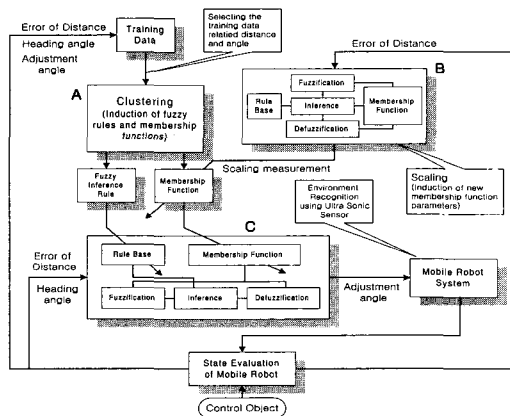 Error of Distance
Heading angle
Adjustment
angle
Training
Data
Selecting the
training data
relatied distance
and angle
Error of Distance
A
B
Clustering
(Induction of fuzzy
rules and membership
functions)
Fuzzification
Rule
Base
Inference
Membership
Function
Defuzzification
Scaling measurement
Fuzzy
Inference
Rule
Membership
Function
Environment
Recognition
using Ultra Sonic
Sensor
Scaling
(Induction of new
membership function
parameters)
C
Error of
Distance
Heading
angle
Rule Base
Membership Function
Fuzzification
Inference
Defuzzification
Adjustment
angle
Mobile Robot
System
State Evaluation
of Mobile Robot
Control Object